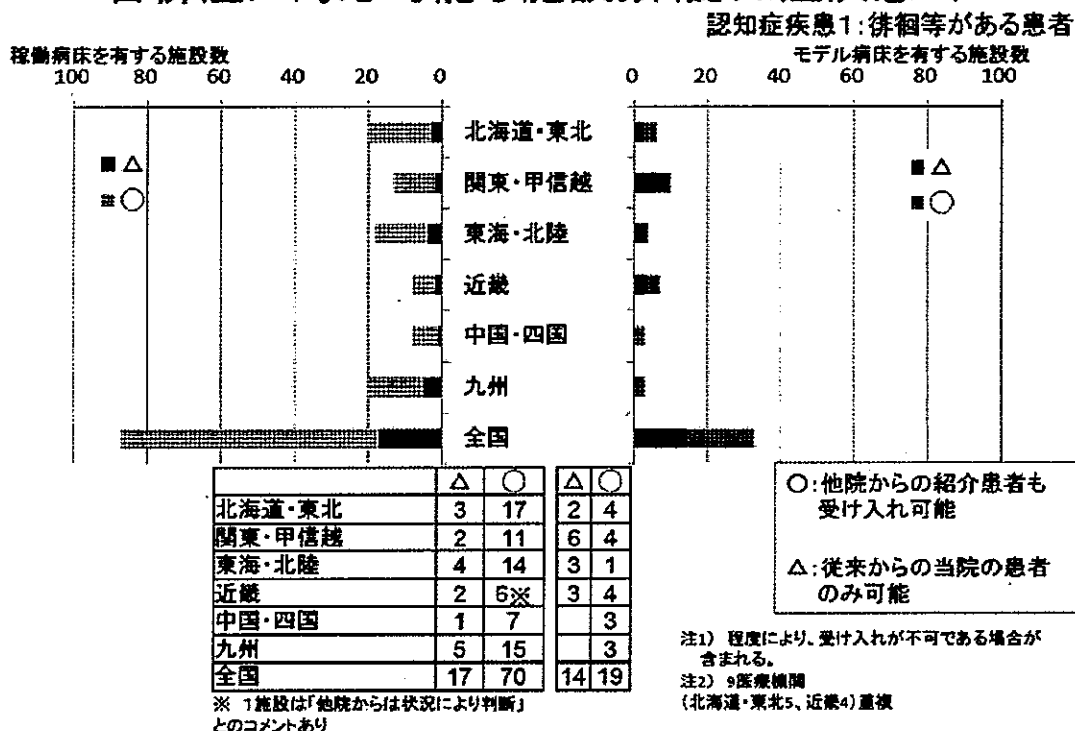 認知症疾患1:徘徊等がある患者
稼働病床を有する施設数
モデル病床を有する施設数
100 80 60 40 20 0
0 20 40 60 80 100
北海道・東北
関東・甲信越
東海・北陸
近畿
中国・四国
九州
全国
△
○
△
○
△ ○ △ ○
北海道・東北 3 17 2 4
関東・甲信越 2 11 6 4
東海・北陸 4 14 3 1
近畿 2 6※ 3 4
中国・四国 1 7 3
九州 5 15 3
全国 17 70 14 19
※ 1施設は「他院からは状況により判断」
とのコメントあり
○:他院からの紹介患者も
受け入れ可能
△:従来からの当院の患者
のみ可能
注1) 程度により、受け入れが不可である場合が
含まれる。
注2) 9医療機関
(北海道・東北5、近畿4)重複